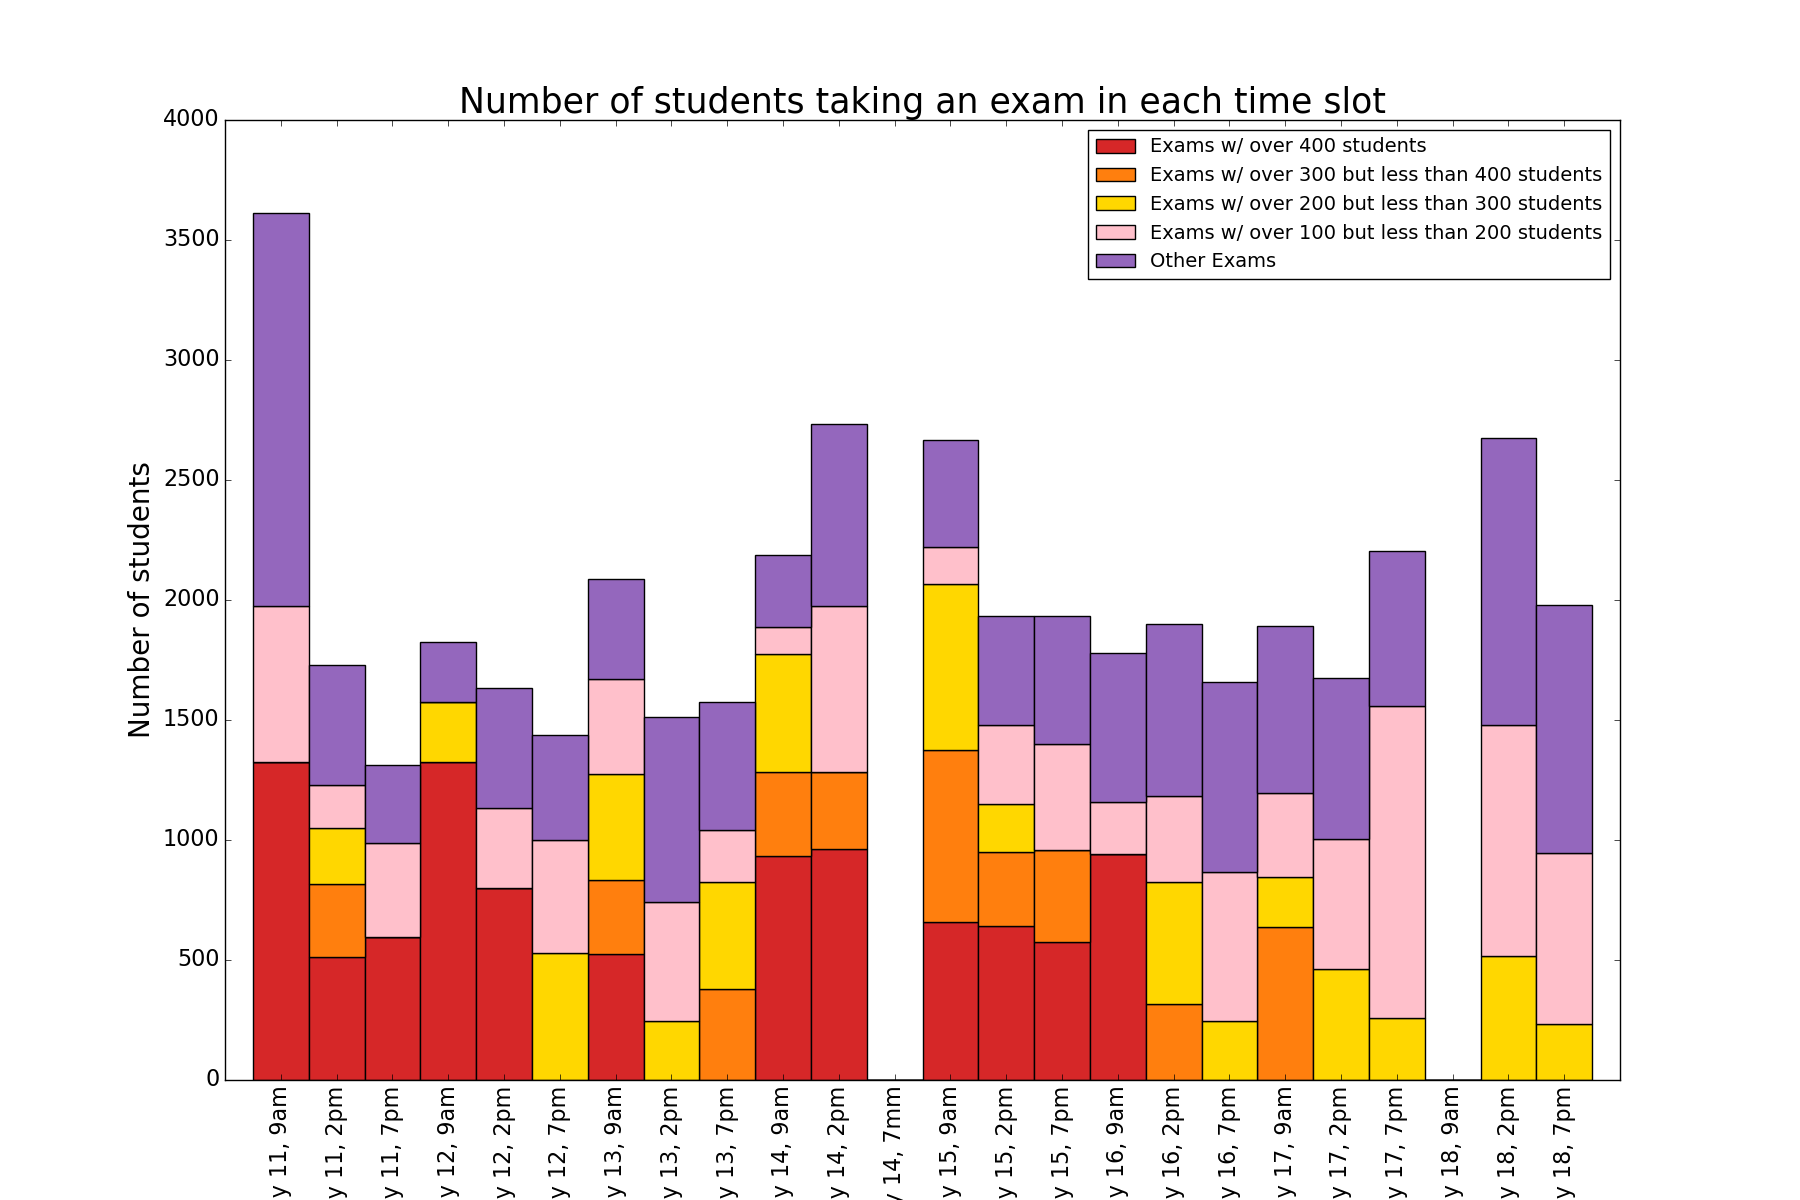 Number of students taking an exam in each time slot
4000
3500
3000
2500
2000
1500
1000
500
0
Number of students
Exams w/ over 400 students
Exams w/ over 300 but less than 400 students
Exams w/ over 200 but less than 300 students
Exams w/ over 100 but less than 200 students
Other Exams
y 11, 9am
y 11, 2pm
y 11, 7pm
y 12, 9am
y 12, 2pm
y 12, 7pm
y 13, 9am
y 13, 2pm
y 13, 7pm
y 14, 9am
y 14, 2pm
y 14, 7mm
y 15, 9am
y 15, 2pm
y 15, 7pm
y 16, 9am
y 16, 2pm
y 16, 7pm
y 17, 9am
y 17, 2pm
y 17, 7pm
y 18, 9am
y 18, 2pm
y 18, 7pm